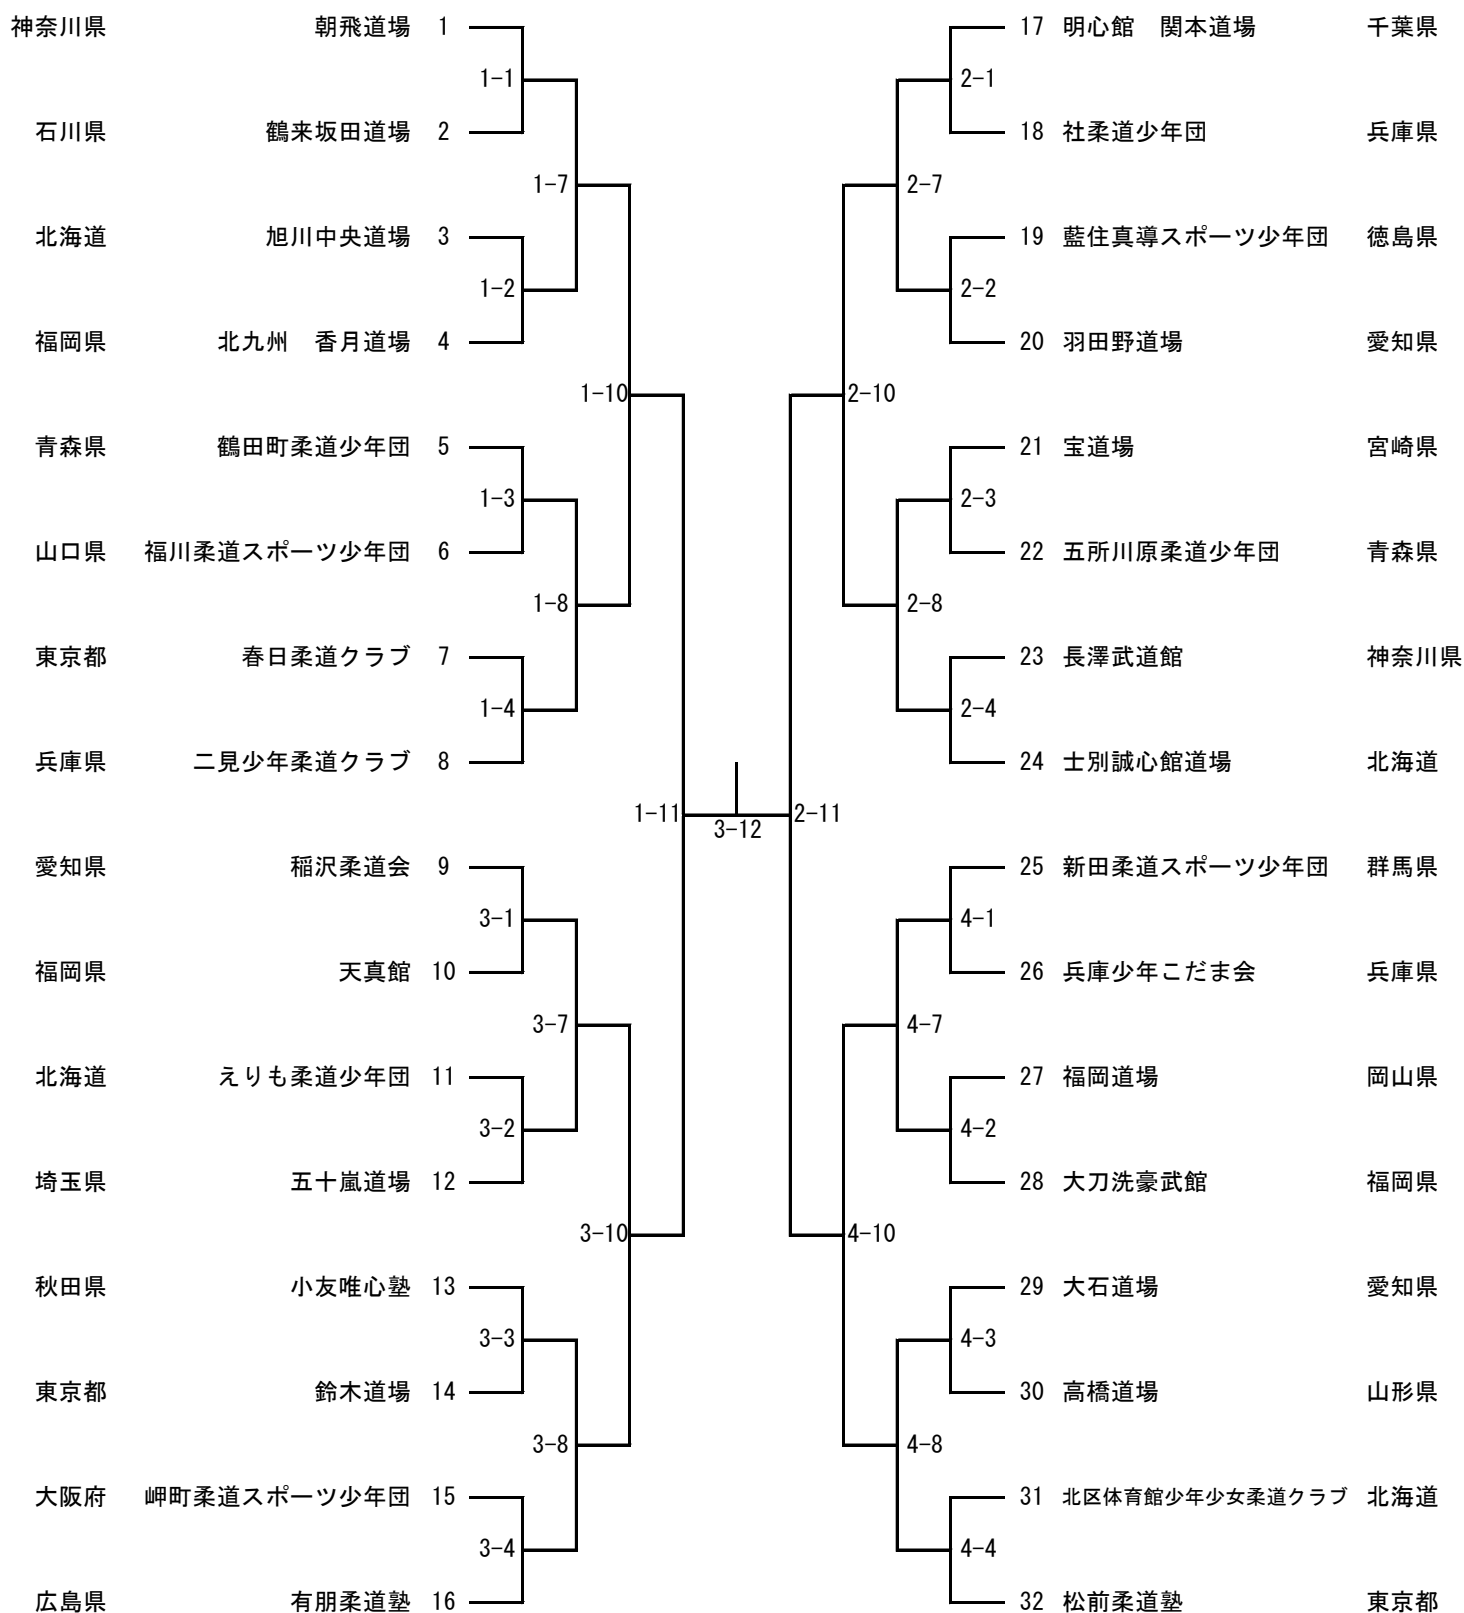 神奈川県 朝飛道場 1 17 明心館　関本道場 千葉県
1-1 2-1
石川県 鶴来坂田道場 2 18 社柔道少年団 兵庫県
1-7 2-7
北海道 旭川中央道場 3 19 藍住真導スポーツ少年団 徳島県
1-2 2-2
福岡県 北九州　香月道場 4 20 羽田野道場 愛知県
1-10 2-10
青森県 鶴田町柔道少年団 5 21 宝道場 宮崎県
1-3 2-3
山口県 福川柔道スポーツ少年団 6 22 五所川原柔道少年団 青森県
1-8 2-8
東京都 春日柔道クラブ 7 23 長澤武道館 神奈川県
1-4 2-4
兵庫県 二見少年柔道クラブ 8 24 士別誠心館道場 北海道
1-11 2-11
3-12
愛知県 稲沢柔道会 9 25 新田柔道スポーツ少年団 群馬県
3-1 4-1
福岡県 天真館 10 26 兵庫少年こだま会 兵庫県
3-7 4-7
北海道 えりも柔道少年団 11 27 福岡道場 岡山県
3-2 4-2
埼玉県 五十嵐道場 12 28 大刀洗豪武館 福岡県
3-10 4-10
秋田県 小友唯心塾 13 29 大石道場 愛知県
3-3 4-3
東京都 鈴木道場 14 30 高橋道場 山形県
3-8 4-8
大阪府 岬町柔道スポーツ少年団 15 31 北区体育館少年少女柔道クラブ 北海道
3-4 4-4
広島県 有朋柔道塾 16 32 松前柔道塾 東京都